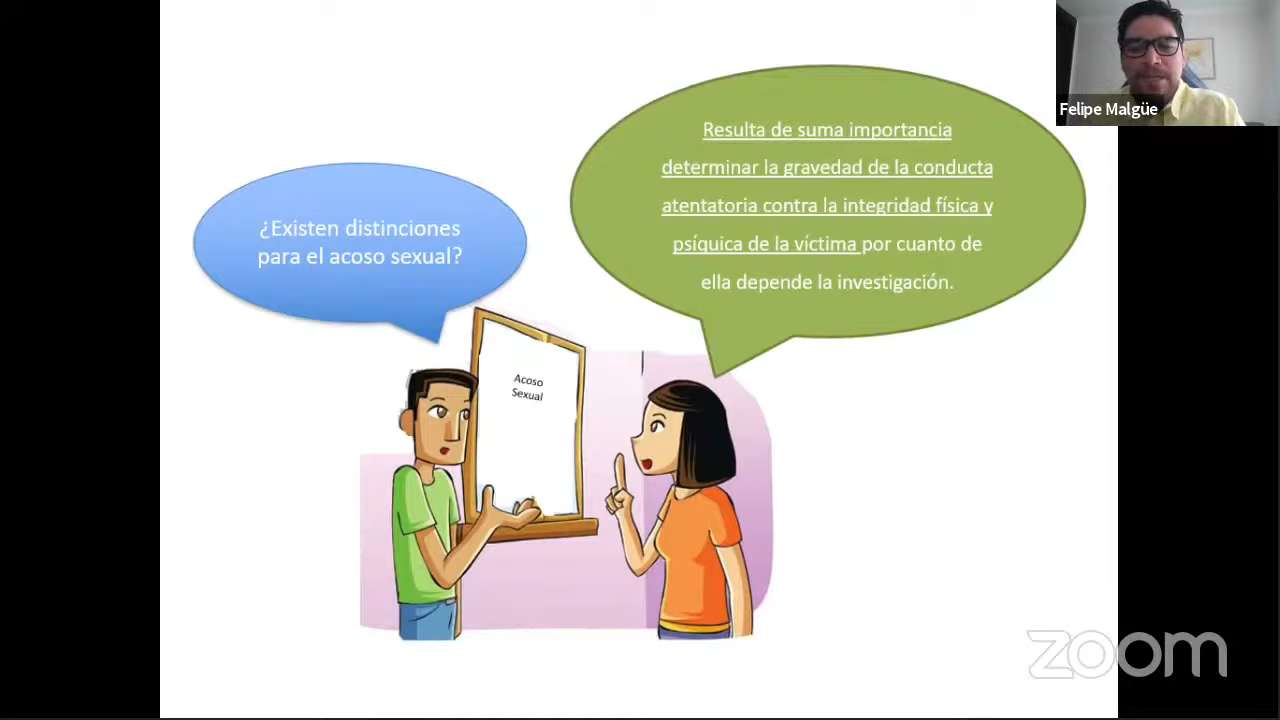 Felipe Malgüe
¿Existen distinciones
para el acoso sexual?
Resulta de suma importancia
determinar la gravedad de la conducta
atentatoria contra la integridad física y
psíquica de la víctima por cuanto de
ella depende la investigación.
Acoso
Sexual
zoom